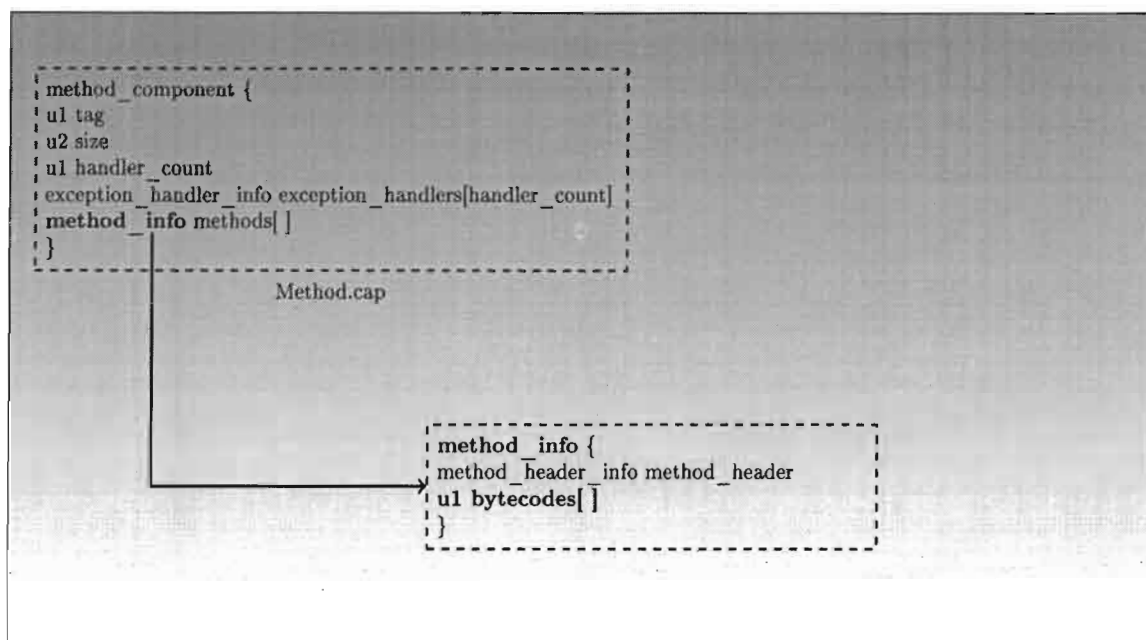 method_component {
u1 tag
u2 size
u1 handler_count
exception_handler_info exception_handlers[handler_count]
method_info methods[ ]
}
Method.cap
method_info {
method_header_info method_header
u1 bytecodes[ ]
}